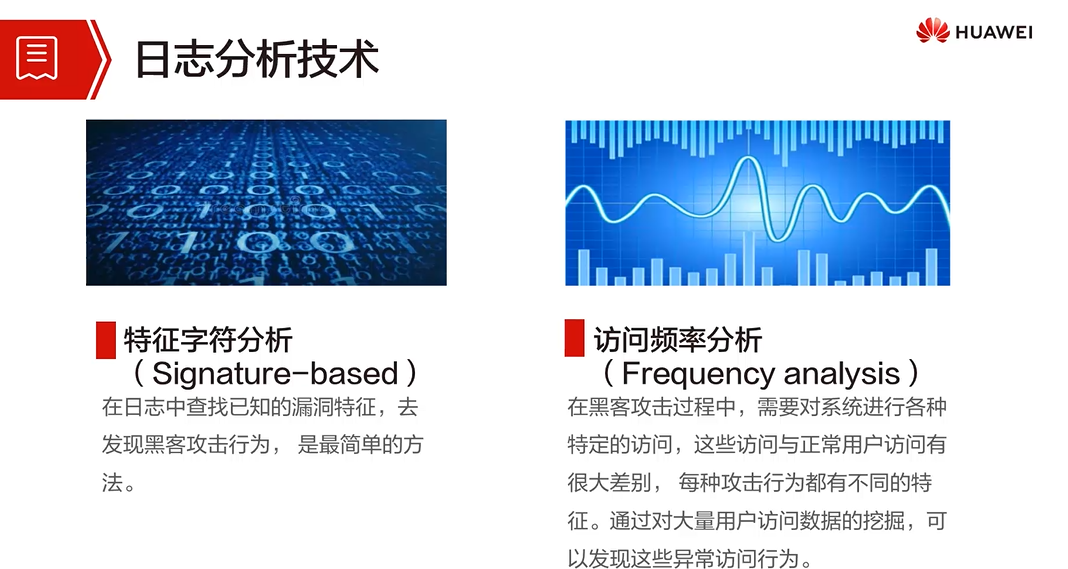 日志分析技术
HUAWEI
特征字符分析
（Signature-based）
在日志中查找已知的漏洞特征，去
发现黑客攻击行为， 是最简单的方
法。
访问频率分析
（Frequency analysis）
在黑客攻击过程中，需要对系统进行各种
特定的访问，这些访问与正常用户访问有
很大差别， 每种攻击行为都有不同的特
征。通过对大量用户访问数据的挖掘，可
以发现这些异常访问行为。